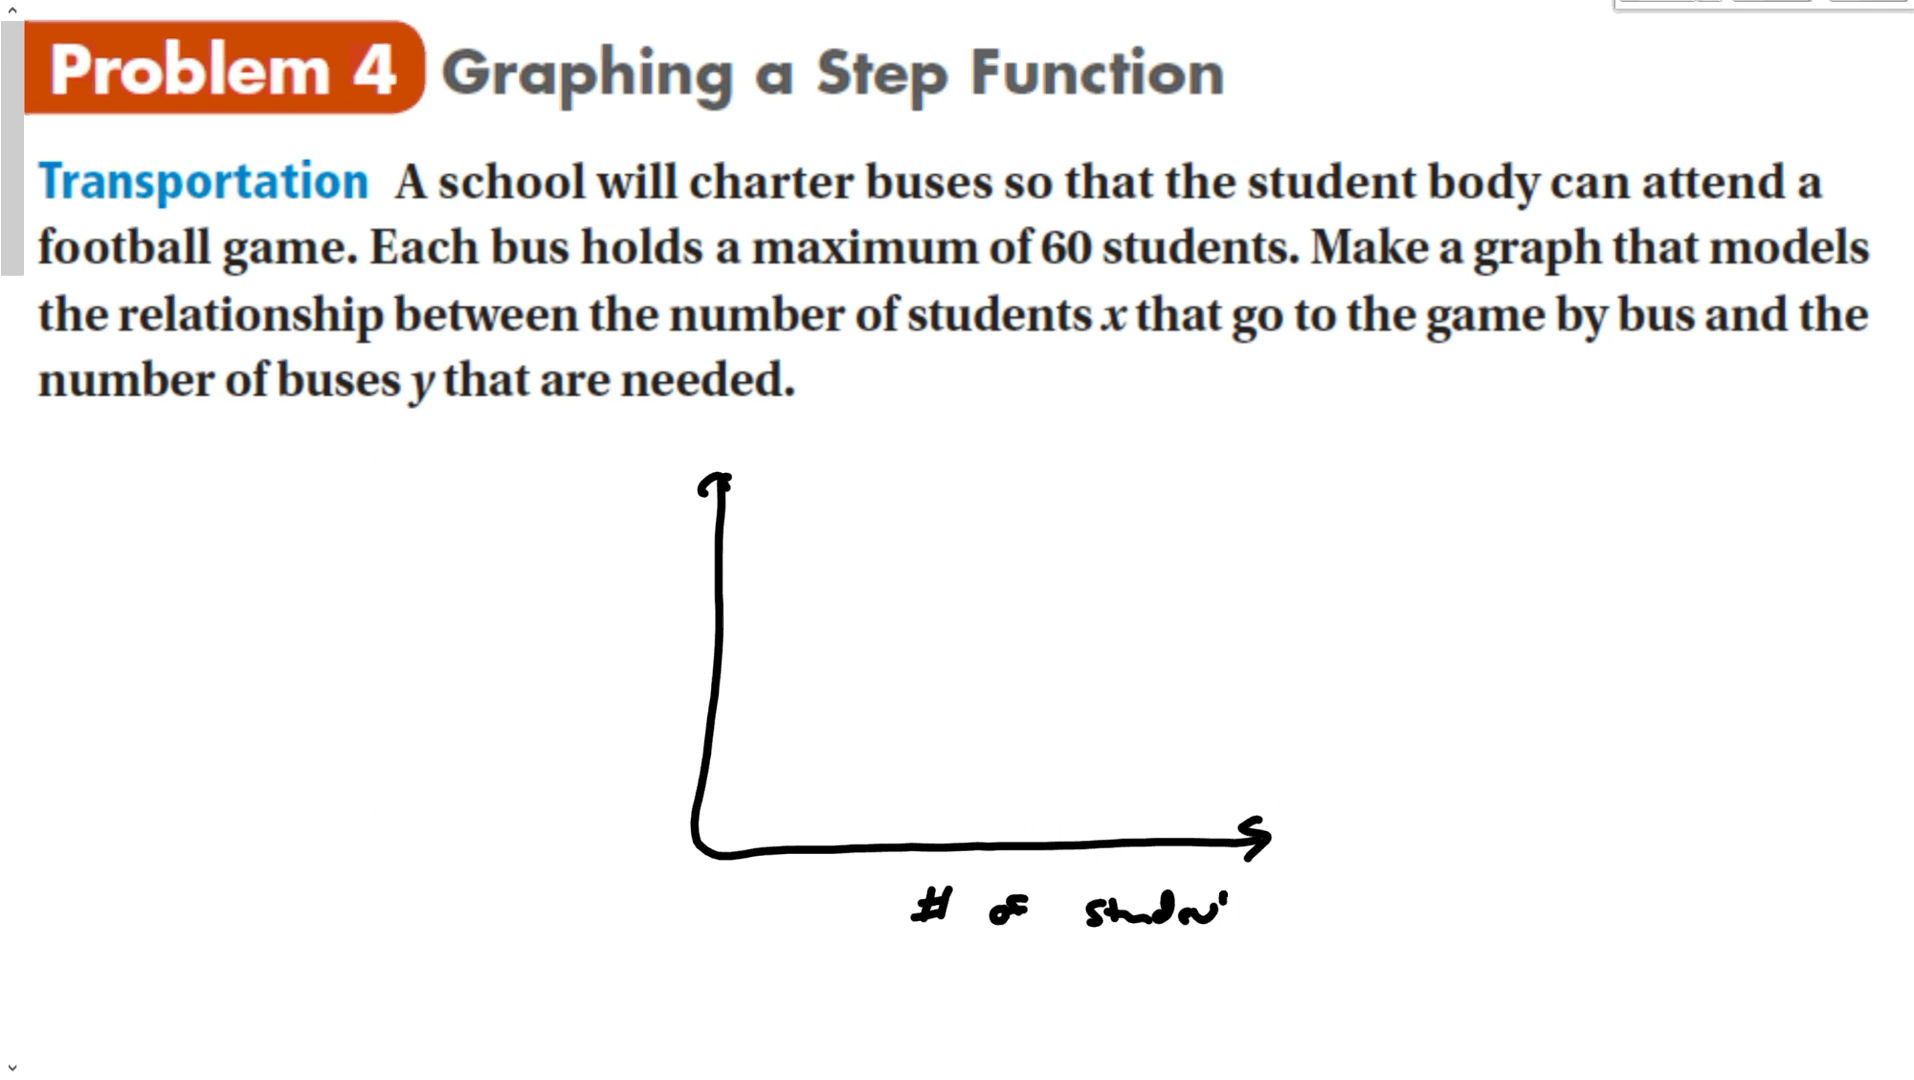 Problem 4 Graphing a Step Function
Transportation A school will charter buses so that the student body can attend a
football game. Each bus holds a maximum of 60 students. Make a graph that models
the relationship between the number of students x that go to the game by bus and the
number of buses y that are needed.
# of